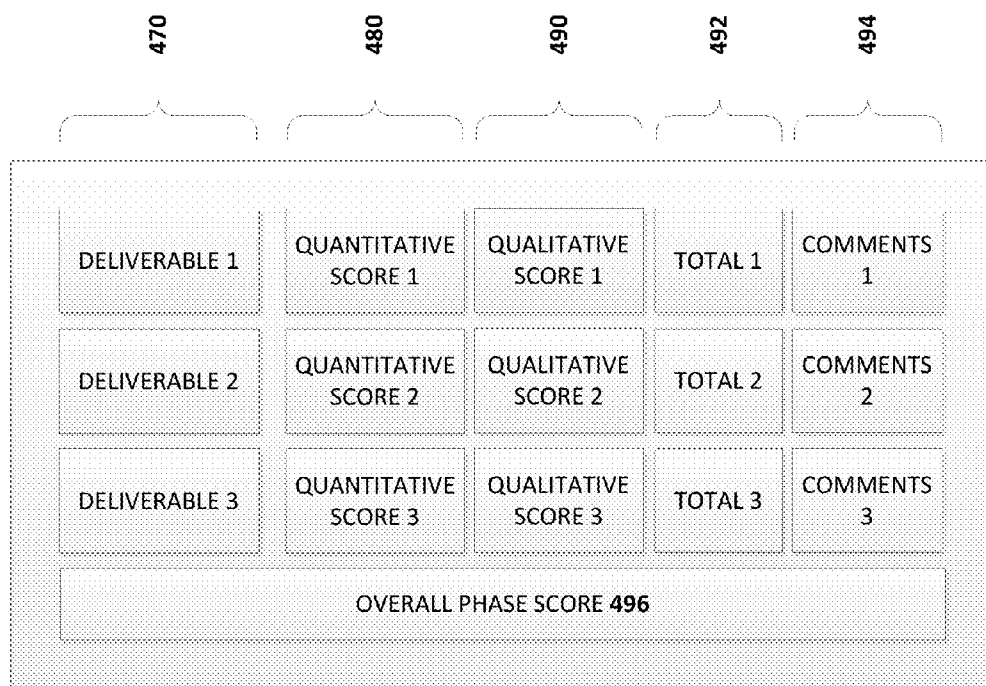 470 480 490 492 494
DELIVERABLE 1
QUANTITATIVE
SCORE 1
QUALITATIVE
SCORE 1
TOTAL 1
COMMENTS
1
DELIVERABLE 2
QUANTITATIVE
SCORE 2
QUALITATIVE
SCORE 2
TOTAL 2
COMMENTS
2
DELIVERABLE 3
QUANTITATIVE
SCORE 3
QUALITATIVE
SCORE 3
TOTAL 3
COMMENTS
3
OVERALL PHASE SCORE 496